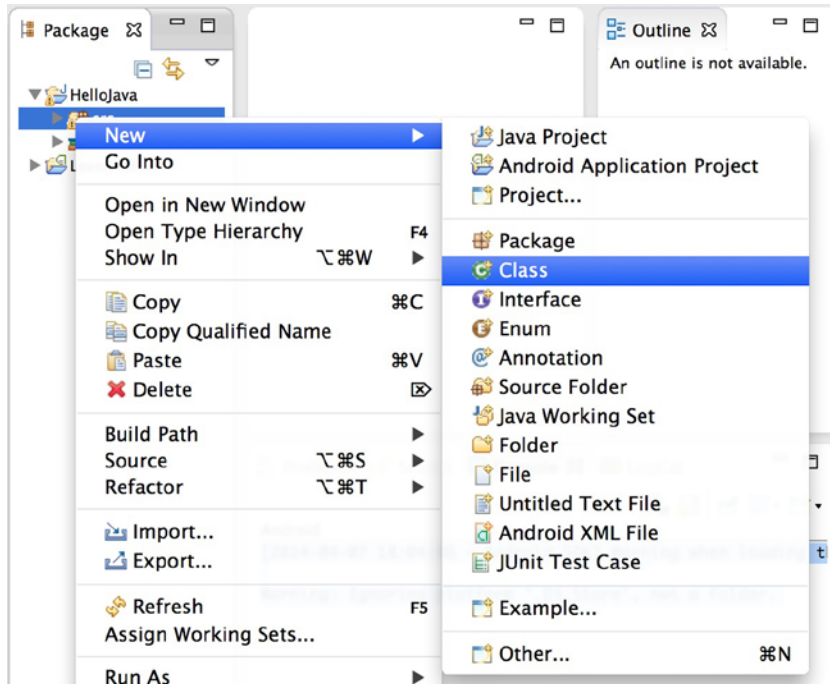 Package
HelloJava
Outline
An outline is not available.
New
Go Into
Open in New Window
Open Type Hierarchy F4
Show In ⌥⌘W
Copy ⌘C
Copy Qualified Name
Paste ⌘V
Delete ⌦
Build Path
Source ⌥⌘S
Refactor ⌥⌘T
Import...
Export...
Refresh F5
Assign Working Sets...
Run As
Java Project
Android Application Project
Project...
Package
Class
Interface
Enum
Annotation
Source Folder
Java Working Set
Folder
File
Untitled Text File
Android XML File
JUnit Test Case
Example...
Other... ⌘N